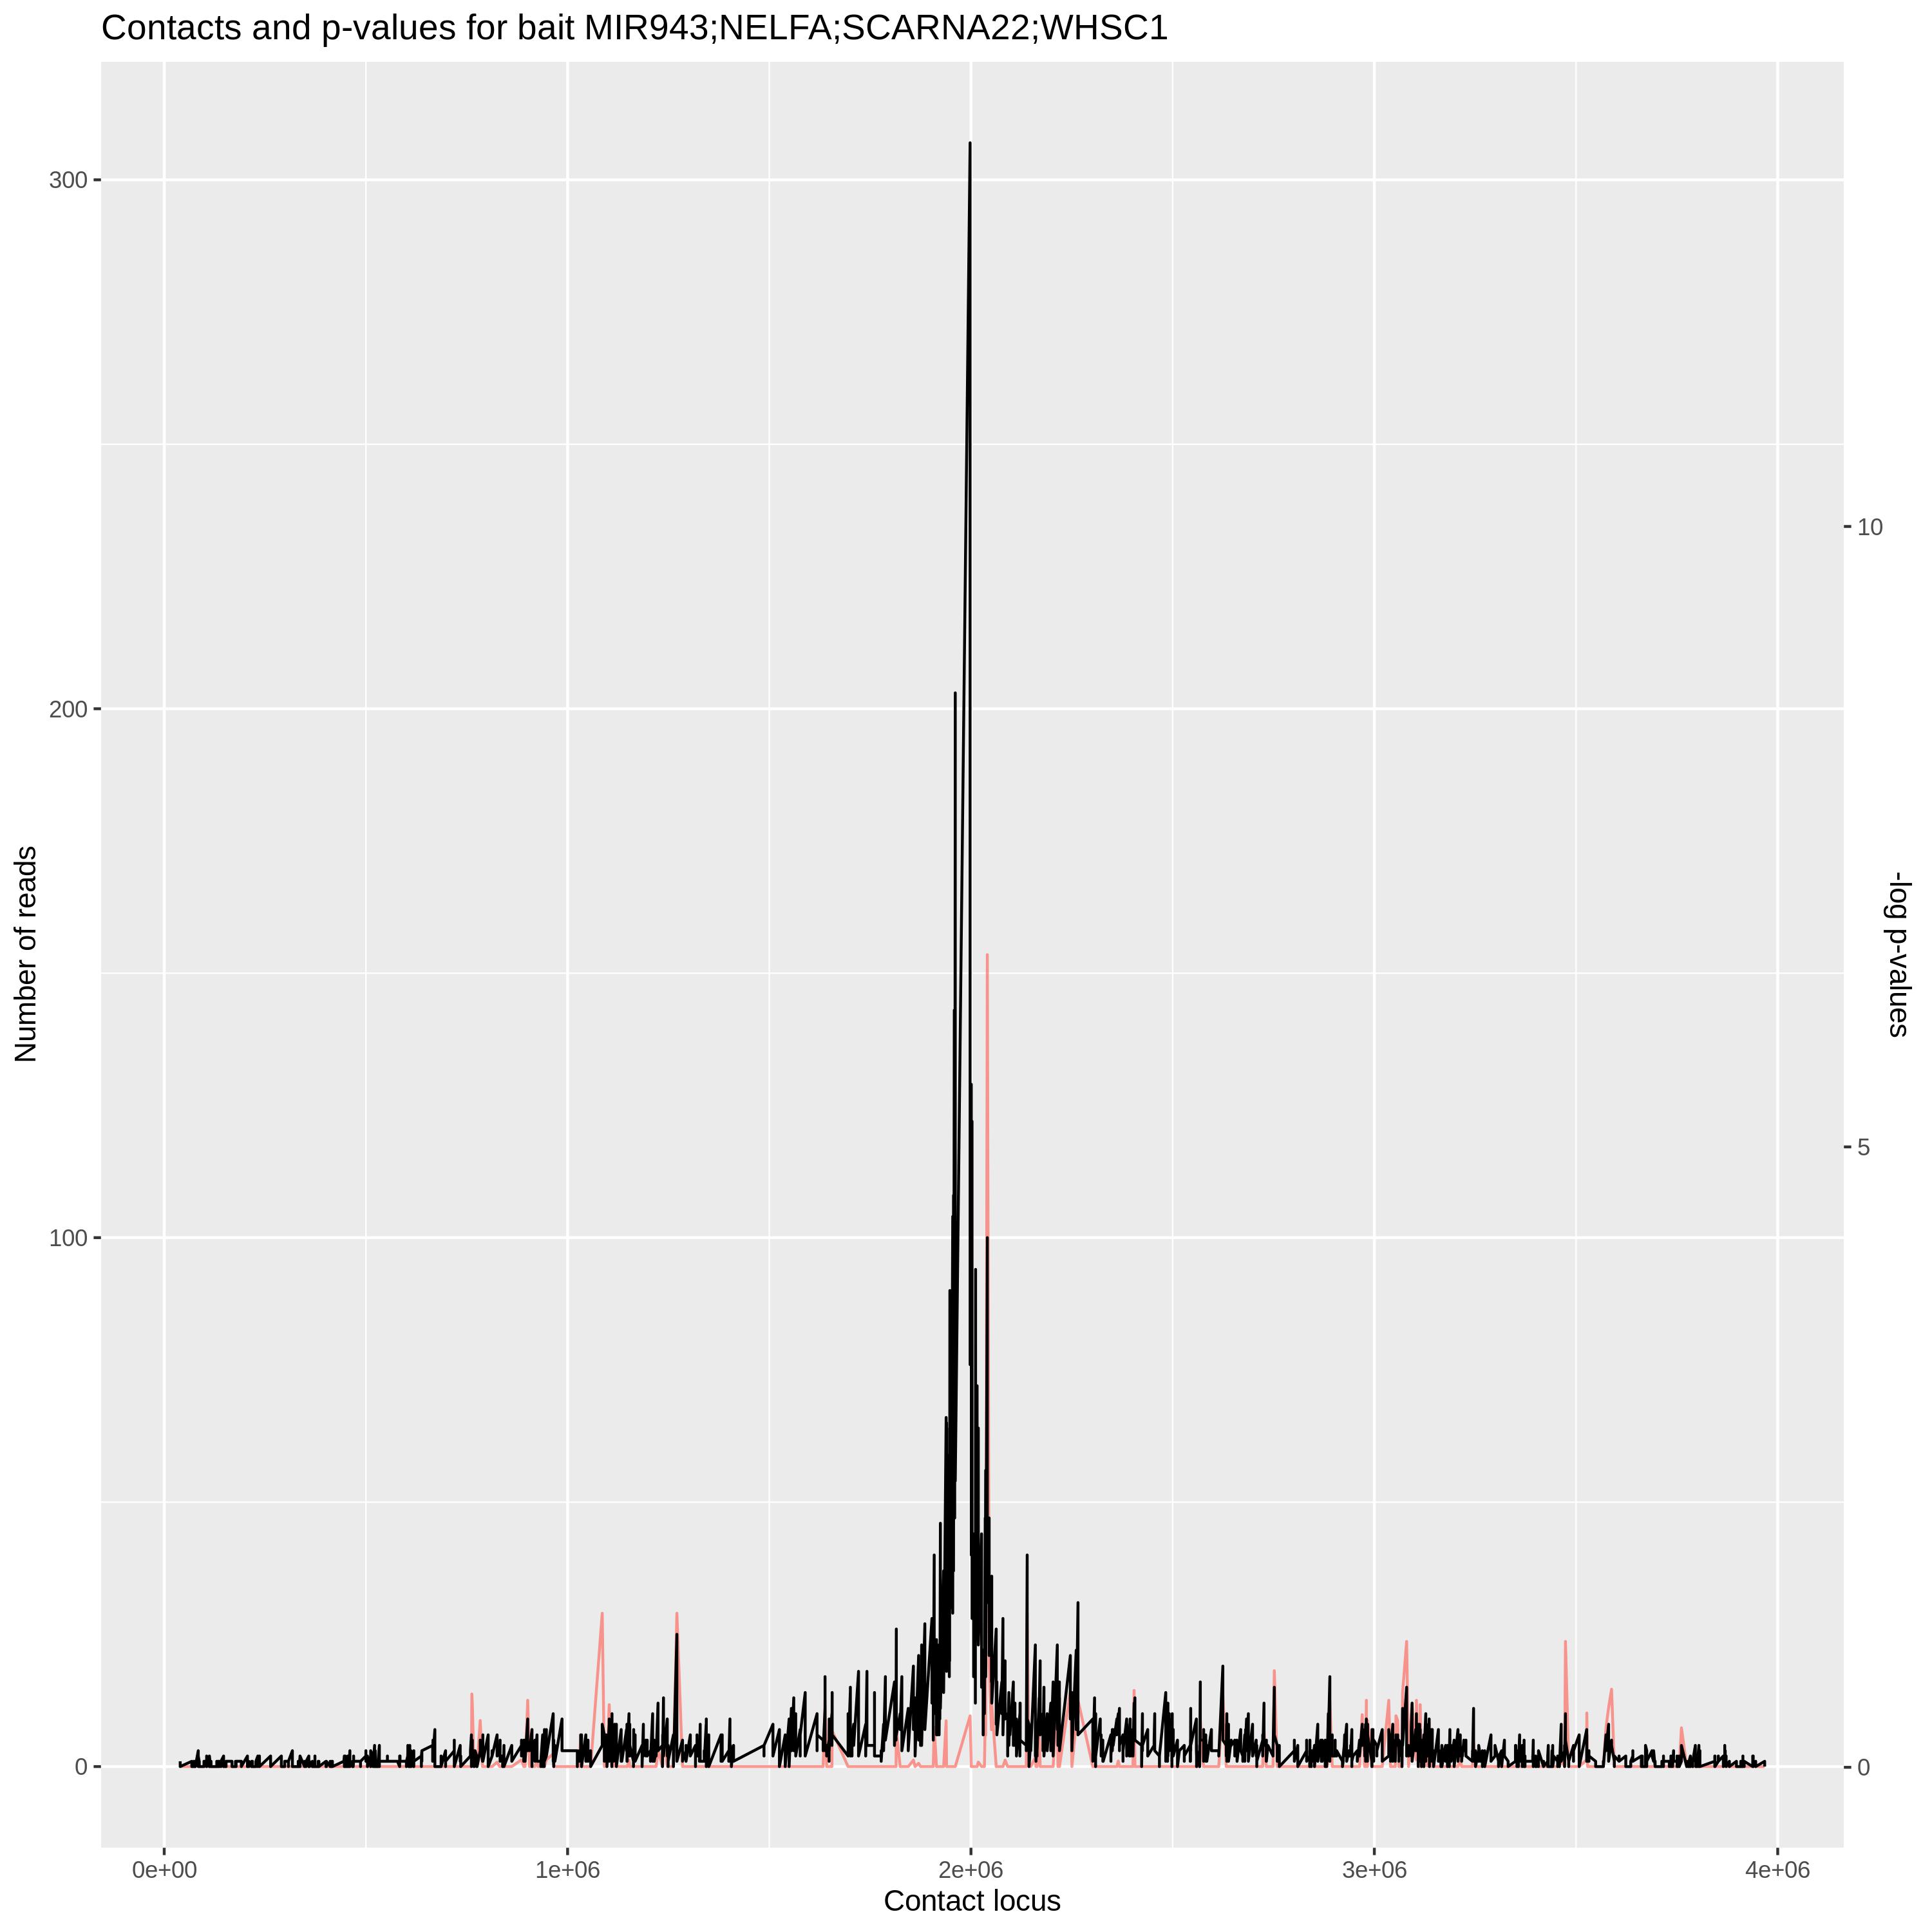 Contacts and p-values for bait MIR943;NELFA;SCARNA22;WHSC1
300
200
100
0
Number of reads
10
5
0
-log p-values
0e+00
1e+06
2e+06
3e+06
4e+06
Contact locus